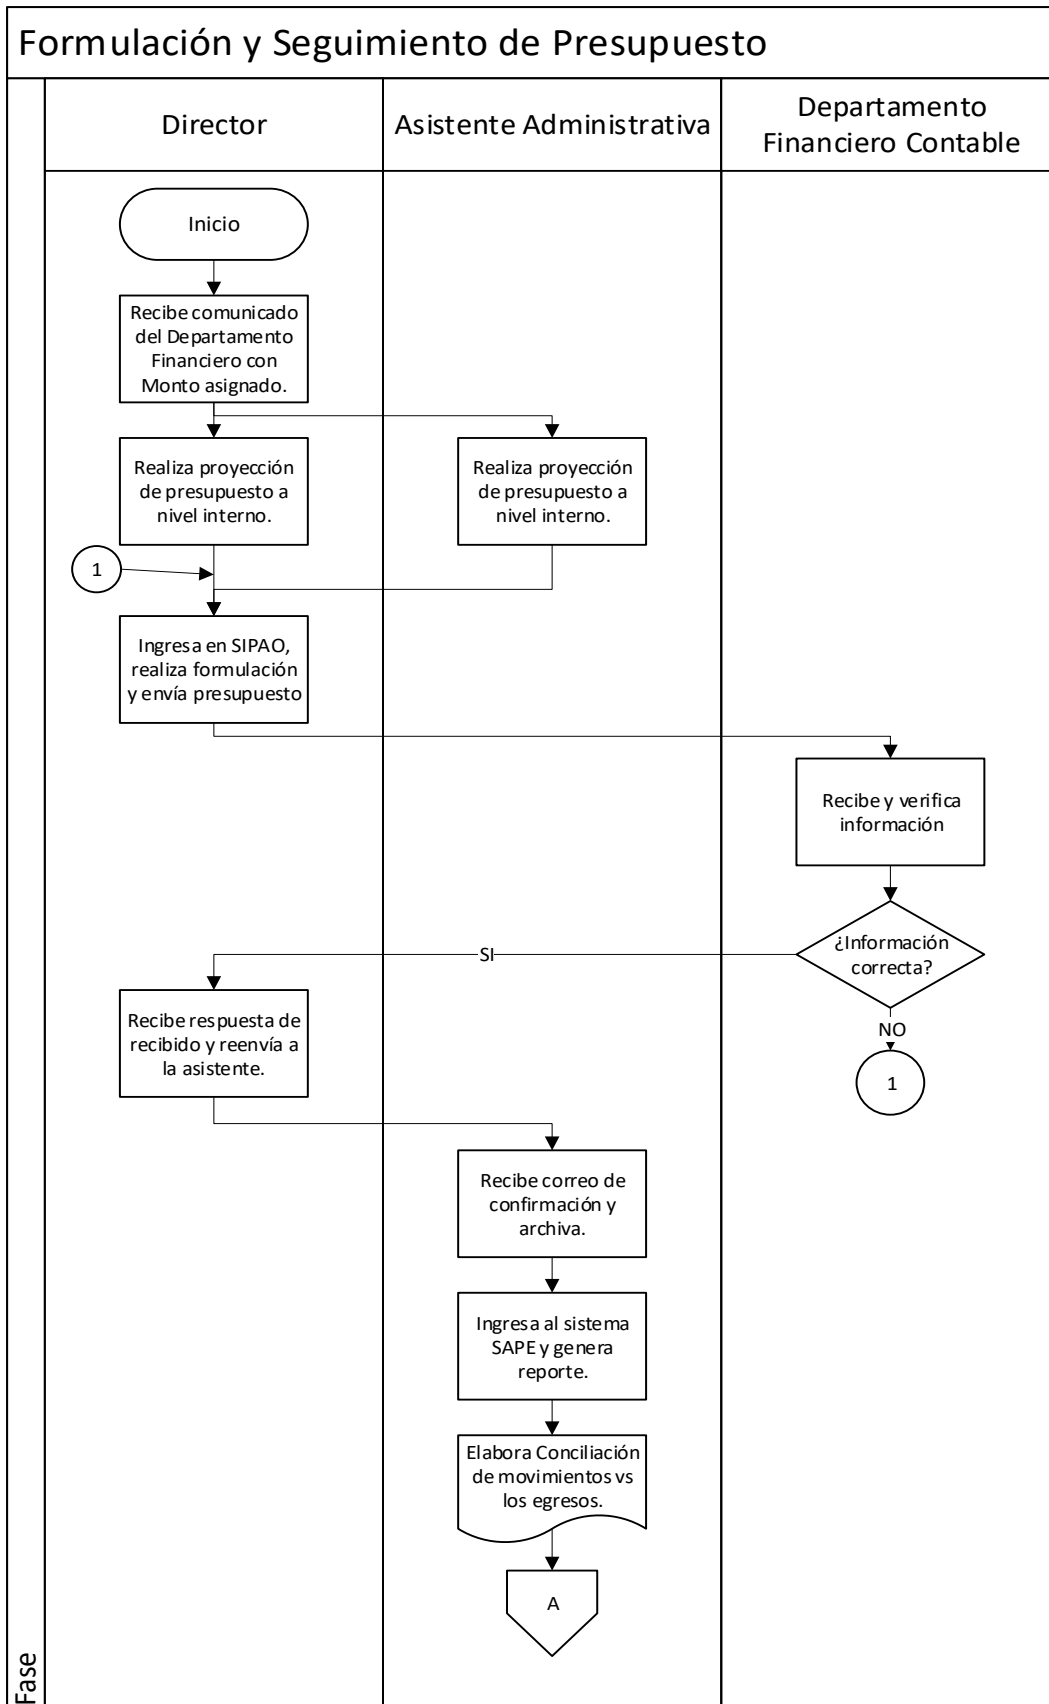 Formulación y Seguimiento de Presupuesto
Director
Asistente Administrativa
Departamento
Financiero Contable
Inicio
Recibe comunicado
del Departamento
Financiero con
Monto asignado.
Realiza proyección
de presupuesto a
nivel interno.
Realiza proyección
de presupuesto a
nivel interno.
1
Ingresa en SIPAO,
realiza formulación
y envía presupuesto
Recibe y verifica
información
¿Información
correcta?
SI
NO
1
Recibe respuesta de
recibido y reenvía a
la asistente.
Recibe correo de
confirmación y
archiva.
Ingresa al sistema
SAPE y genera
reporte.
Elabora Conciliación
de movimientos vs
los egresos.
A
Fase